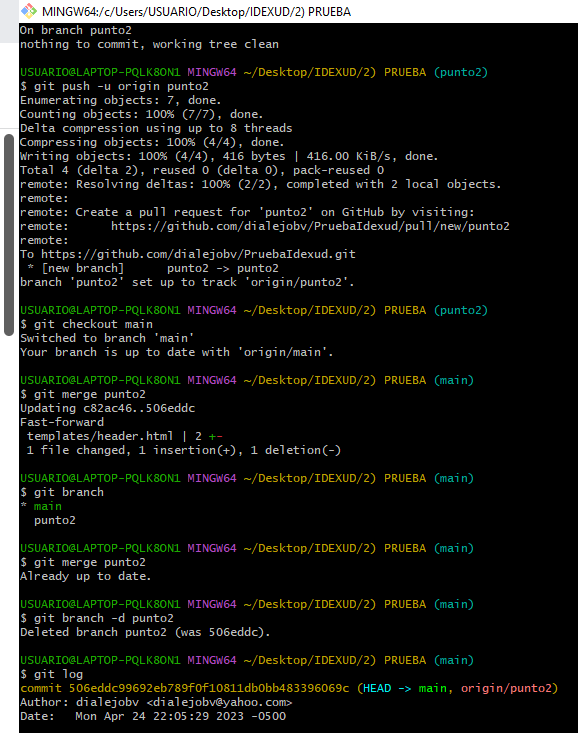 MINGW64:/c/Users/USUARIO/Desktop/IDEXUD/2) PRUEBA
On branch punto2
nothing to commit, working tree clean
USUARIO@LAPTOP-PQLK8ON1 MINGW64 ~/Desktop/IDEXUD/2) PRUEBA (punto2)
$ git push -u origin punto2
Enumerating objects: 7, done.
Counting objects: 100% (7/7), done.
Delta compression using up to 8 threads
Compressing objects: 100% (4/4), done.
Writing objects: 100% (4/4), 416 bytes | 416.00 KiB/s, done.
Total 4 (delta 2), reused 0 (delta 0), pack-reused 0
remote: Resolving deltas: 100% (2/2), completed with 2 local objects.
remote:
remote: Create a pull request for 'punto2' on GitHub by visiting:
remote:      https://github.com/dialejobv/PruebaIdexud/pull/new/punto2
remote:
To https://github.com/dialejobv/PruebaIdexud.git
 * [new branch]      punto2 -> punto2
branch 'punto2' set up to track 'origin/punto2'.
USUARIO@LAPTOP-PQLK8ON1 MINGW64 ~/Desktop/IDEXUD/2) PRUEBA (punto2)
$ git checkout main
Switched to branch 'main'
Your branch is up to date with 'origin/main'.
USUARIO@LAPTOP-PQLK8ON1 MINGW64 ~/Desktop/IDEXUD/2) PRUEBA (main)
$ git merge punto2
Updating c82ac46..506eddc
Fast-forward
 templates/header.html | 2 +-
 1 file changed, 1 insertion(+), 1 deletion(-)
USUARIO@LAPTOP-PQLK8ON1 MINGW64 ~/Desktop/IDEXUD/2) PRUEBA (main)
$ git branch
* main
  punto2
USUARIO@LAPTOP-PQLK8ON1 MINGW64 ~/Desktop/IDEXUD/2) PRUEBA (main)
$ git merge punto2
Already up to date.
USUARIO@LAPTOP-PQLK8ON1 MINGW64 ~/Desktop/IDEXUD/2) PRUEBA (main)
$ git branch -d punto2
Deleted branch punto2 (was 506eddc).
USUARIO@LAPTOP-PQLK8ON1 MINGW64 ~/Desktop/IDEXUD/2) PRUEBA (main)
$ git log
commit 506eddc99692eb789f0f10811db0bb483396069c (HEAD -> main, origin/punto2)
Author: dialejobv <dialejobv@yahoo.com>
Date:   Mon Apr 24 22:05:29 2023 -0500